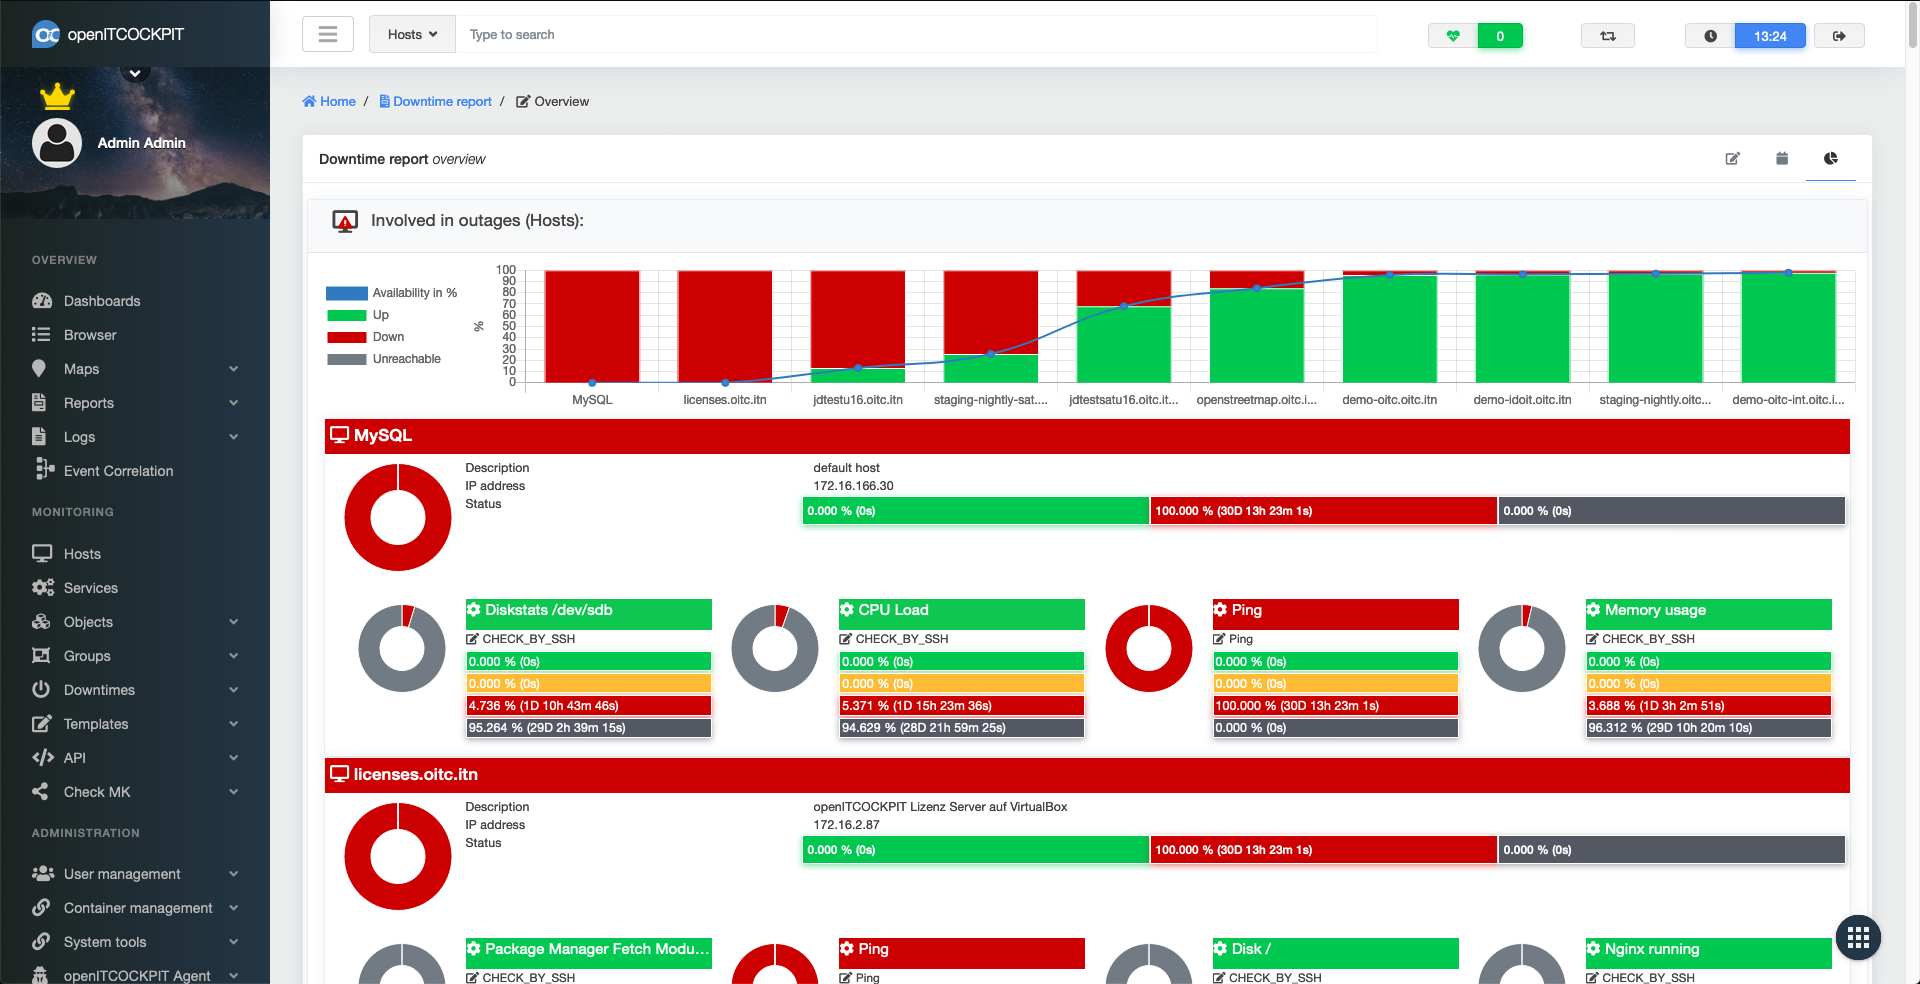 openITCOCKPIT
Hosts
Type to search
0
13:24
Admin Admin
Home / Downtime report / Overview
Downtime report overview
Involved in outages (Hosts):
OVERVIEW
Dashboards
Browser
Maps
Reports
Logs
Event Correlation
MONITORING
Hosts
Services
Objects
Groups
Downtimes
Templates
API
Check MK
ADMINISTRATION
User management
Container management
System tools
openITCOCKPIT Agent
Availability in %
Up
Down
Unreachable
%
100
90
80
70
60
50
40
30
20
10
0
MySQL
licenses.oitc.itn
jdtestu16.oitc.itn
staging-nightly-sat....
jdtestsatu16.oitc.it...
openstreetmap.oitc.i...
demo-oitc.oitc.itn
demo-idoit.oitc.itn
staging-nightly.oitc...
demo-oitc-int.oitc.i...
MySQL
Description default host
IP address 172.16.166.30
Status
0.000 % (0s) 100.000 % (30D 13h 23m 1s) 0.000 % (0s)
Diskstats /dev/sdb
CHECK_BY_SSH
0.000 % (0s)
0.000 % (0s)
4.736 % (1D 10h 43m 46s)
95.264 % (29D 2h 39m 15s)
CPU Load
CHECK_BY_SSH
0.000 % (0s)
0.000 % (0s)
5.371 % (1D 15h 23m 36s)
94.629 % (28D 21h 59m 25s)
Ping
Ping
0.000 % (0s)
100.000 % (30D 13h 23m 1s)
0.000 % (0s)
0.000 % (0s)
Memory usage
CHECK_BY_SSH
0.000 % (0s)
0.000 % (0s)
3.688 % (1D 3h 2m 51s)
96.312 % (29D 10h 20m 10s)
licenses.oitc.itn
Description openITCOCKPIT Lizenz Server auf VirtualBox
IP address 172.16.2.87
Status
0.000 % (0s) 100.000 % (30D 13h 23m 1s) 0.000 % (0s)
Package Manager Fetch Modu...
CHECK_BY_SSH
Ping
Ping
Disk /
CHECK_BY_SSH
Nginx running
CHECK_BY_SSH